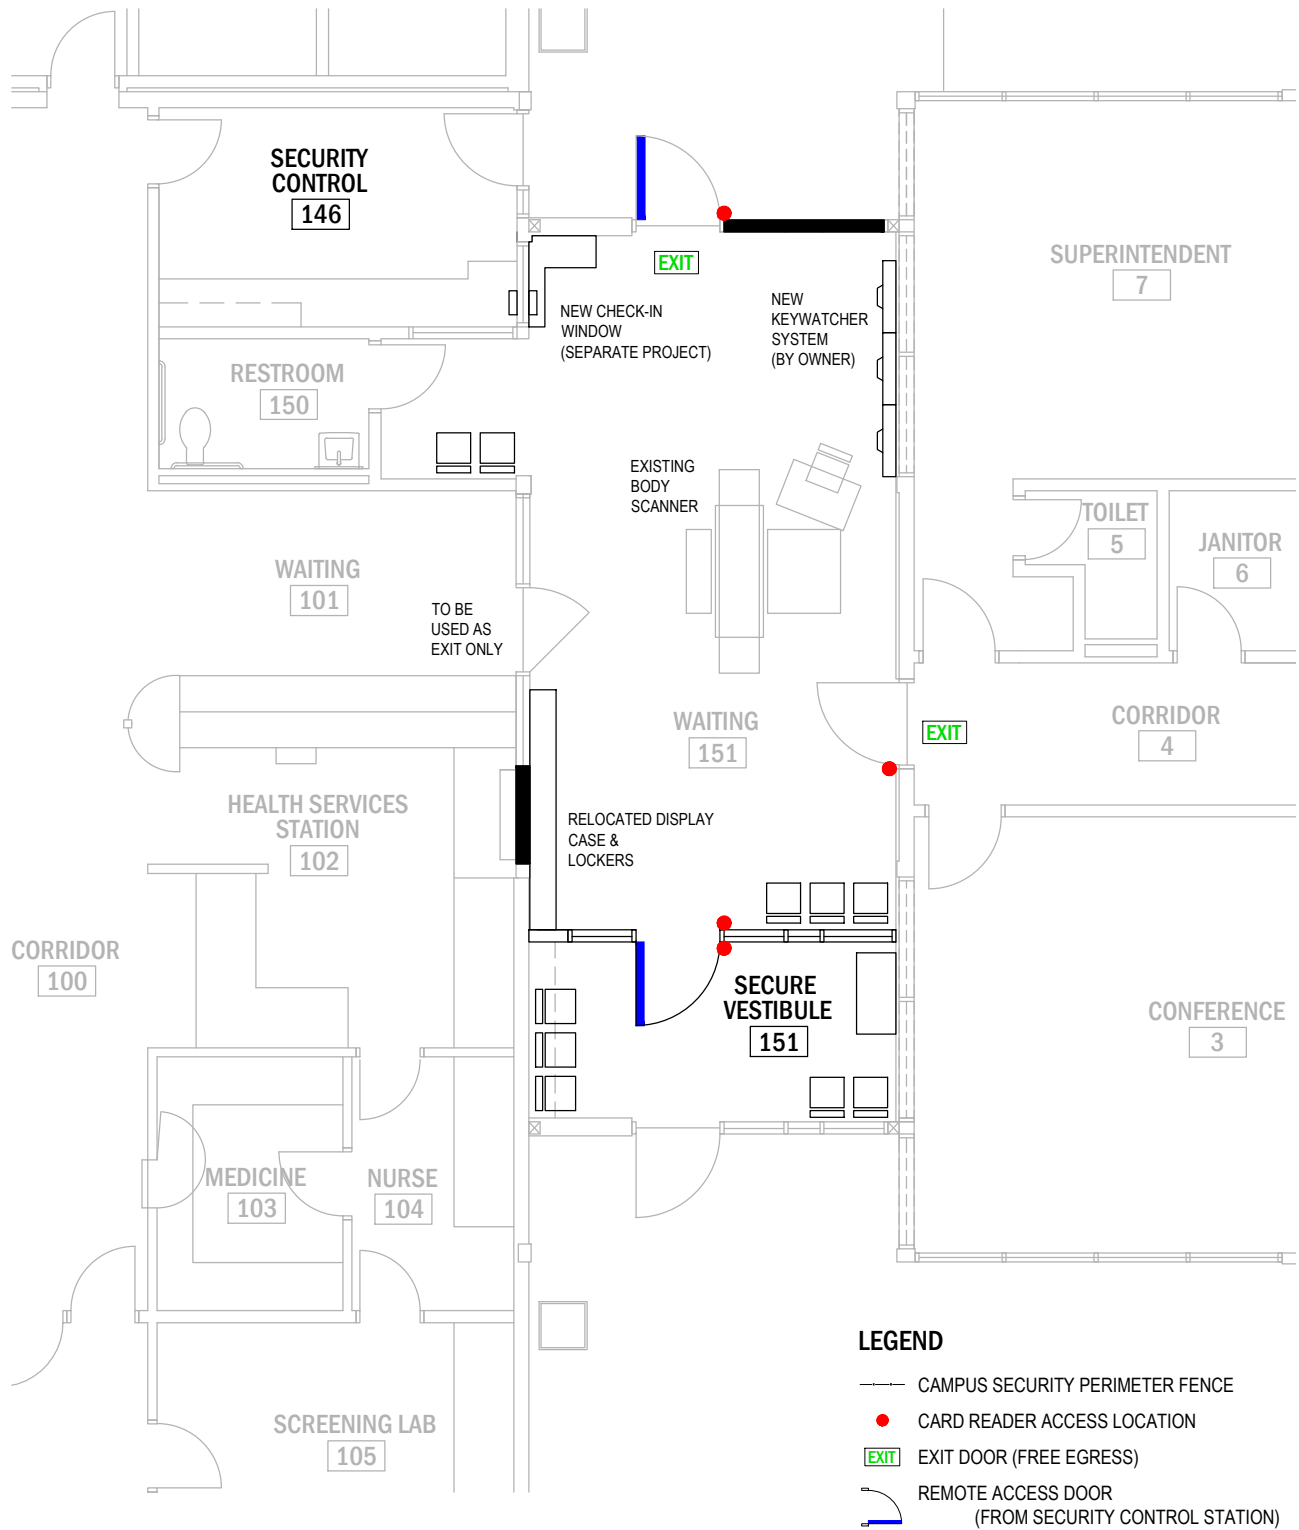 SECURITY
CONTROL
146
EXIT
SUPERINTENDENT
7
NEW CHECK-IN
WINDOW
(SEPARATE PROJECT)
NEW
KEYWATCHER
SYSTEM
(BY OWNER)
RESTROOM
150
EXISTING
BODY
SCANNER
TOILET
5
JANITOR
6
WAITING
101
TO BE
USED AS
EXIT ONLY
WAITING
151
EXIT
CORRIDOR
4
HEALTH SERVICES
STATION
102
RELOCATED DISPLAY
CASE &
LOCKERS
CORRIDOR
100
SECURE
VESTIBULE
151
CONFERENCE
3
MEDICINE
103
NURSE
104
SCREENING LAB
105
LEGEND
CAMPUS SECURITY PERIMETER FENCE
CARD READER ACCESS LOCATION
EXIT EXIT DOOR (FREE EGRESS)
REMOTE ACCESS DOOR
(FROM SECURITY CONTROL STATION)